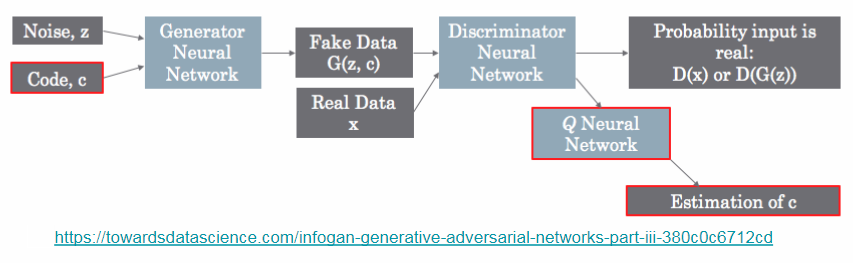 Noise, z
Code, c
Generator
Neural
Network
Fake Data
G(z, c)
Real Data
x
Discriminator
Neural
Network
Probability input is
real:
D(x) or D(G(z))
Q Neural
Network
Estimation of c
https://towardsdatascience.com/infogan-generative-adversarial-networks-part-iii-380c0c6712cd